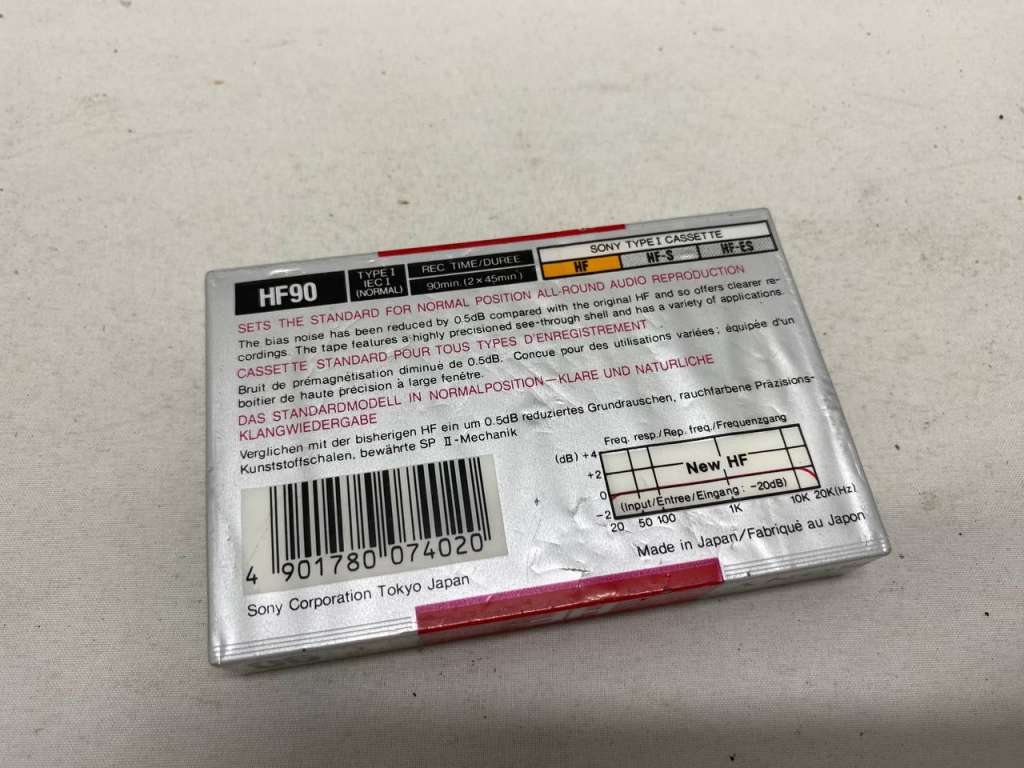 HF90
TYPE I
IEC I
(NORMAL)
REC TIME/DUREE
90min. (2 x 45min)
SONY TYPE I CASSETTE
HF HF-S HF-ES
SETS THE STANDARD FOR NORMAL POSITION ALL-ROUND AUDIO REPRODUCTION
The bias noise has been reduced by 0.5dB compared with the original HF and so offers clearer re-
cordings. The tape features a highly precisioned see-through shell and has a variety of applications.
CASSETTE STANDARD POUR TOUS TYPES D'ENREGISTREMENT
Bruit de prémagnétisation diminué de 0.5dB. Concue pour des utilisations variées; équipée d'un
boitier de haute précision à large fenêtre.
DAS STANDARDMODELL IN NORMALPOSITION—KLARE UND NATURLICHE
KLANGWIEDERGABE
Verglichen mit der bisherigen HF ein um 0.5dB reduziertes Grundrauschen, rauchfarbene Präzisions-
Kunststoffschalen, bewährte SP II-Mechanik
Freq. resp./Rep. freq./Frequenzgang
(dB) +4
+2
0
-2
New HF
(Input/Entree/Eingang: -20dB)
20 50 100 1K 10K 20K(Hz)
Made in Japan/Fabriqué au Japon
4 901780 074020
Sony Corporation Tokyo Japan